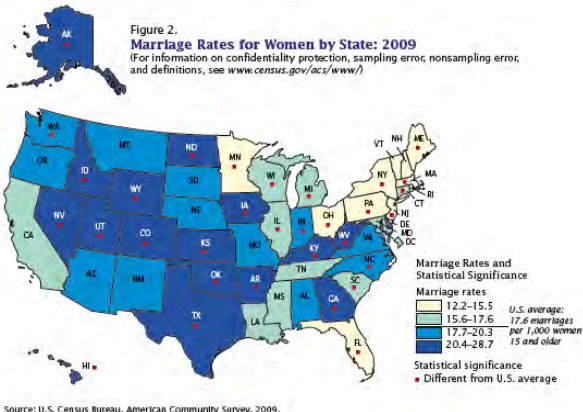 Figure 2.
Marriage Rates for Women by State: 2009
(For information on confidentiality protection, sampling error, nonsampling error,
and definitions, see www.census.gov/acs/www/)
AK
WA
MT
ND
MN
VT
NH
ME
OR
ID
SD
WI
MI
NY
MA
RI
CT
WY
IA
PA
NJ
NV
NE
IL
IN
OH
DE
MD
DC
UT
CO
KS
MO
KY
WV
VA
CA
AZ
NM
OK
AR
TN
NC
SC
TX
LA
MS
AL
GA
FL
HI
Marriage Rates and
Statistical Significance
Marriage rates
12.2–15.5
15.6–17.6
17.7–20.3
20.4–28.7
U.S. average:
17.6 marriages
per 1,000 women
15 and older
Statistical significance
Different from U.S. average
Source: U.S. Census Bureau, American Community Survey, 2009.